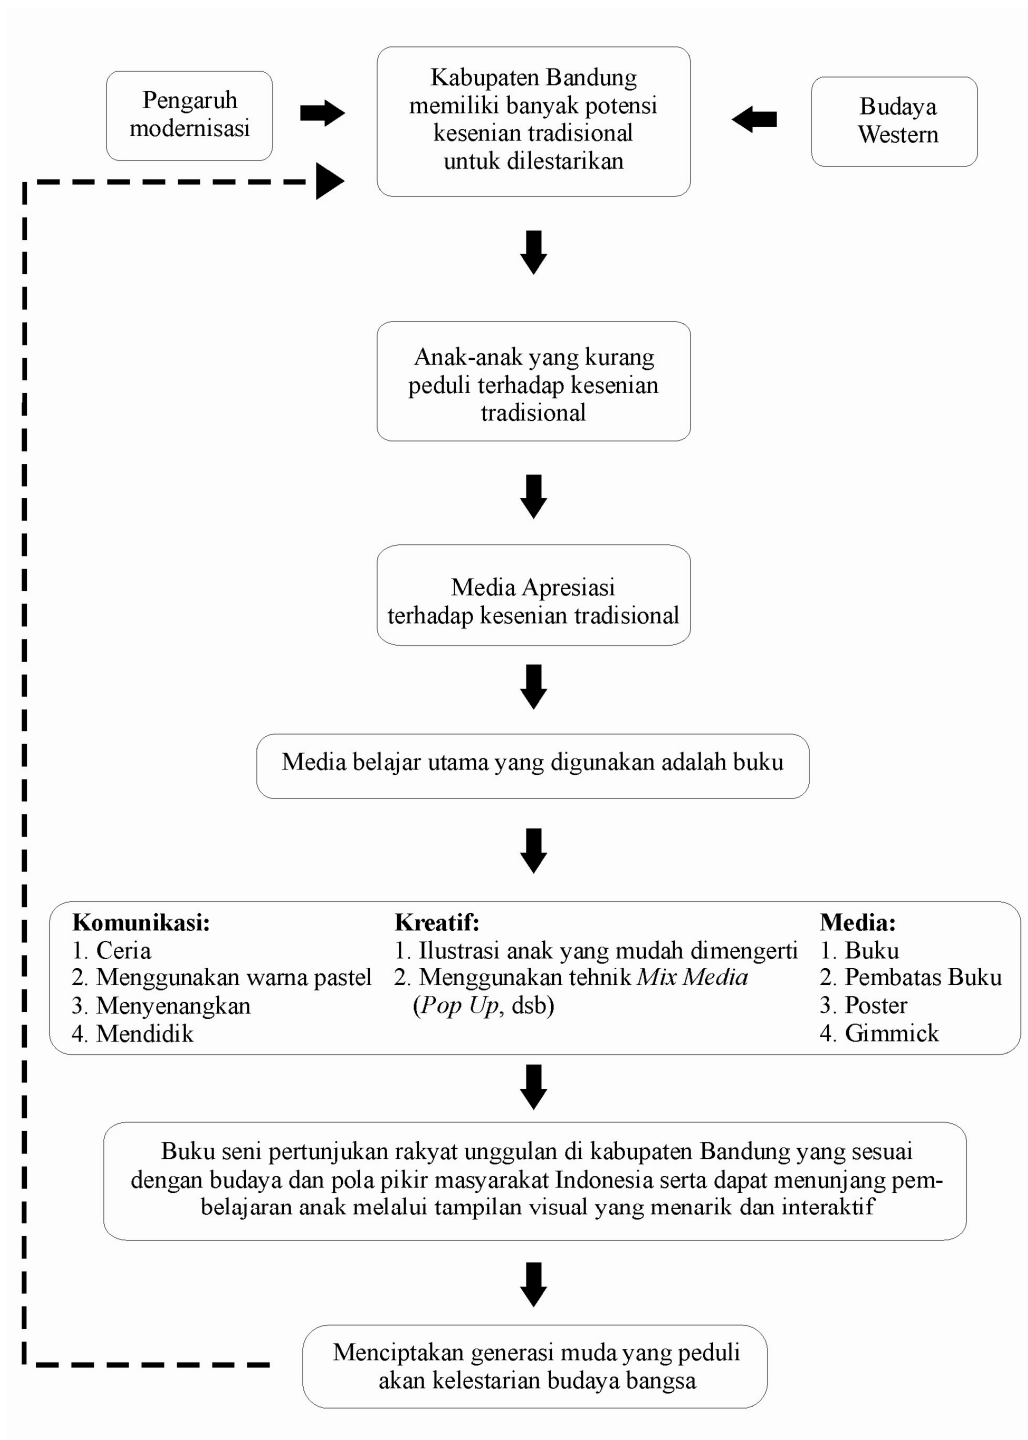 Pengaruh
modernisasi
Kabupaten Bandung
memiliki banyak potensi
kesenian tradisional
untuk dilestarikan
Budaya
Western
Anak-anak yang kurang
peduli terhadap kesenian
tradisional
Media Apresiasi
terhadap kesenian tradisional
Media belajar utama yang digunakan adalah buku
Komunikasi:
1. Ceria
2. Menggunakan warna pastel
3. Menyenangkan
4. Mendidik
Kreatif:
1. Ilustrasi anak yang mudah dimengerti
2. Menggunakan tehnik Mix Media
(Pop Up, dsb)
Media:
1. Buku
2. Pembatas Buku
3. Poster
4. Gimmick
Buku seni pertunjukan rakyat unggulan di kabupaten Bandung yang sesuai
dengan budaya dan pola pikir masyarakat Indonesia serta dapat menunjang pem-
belajaran anak melalui tampilan visual yang menarik dan interaktif
Menciptakan generasi muda yang peduli
akan kelestarian budaya bangsa